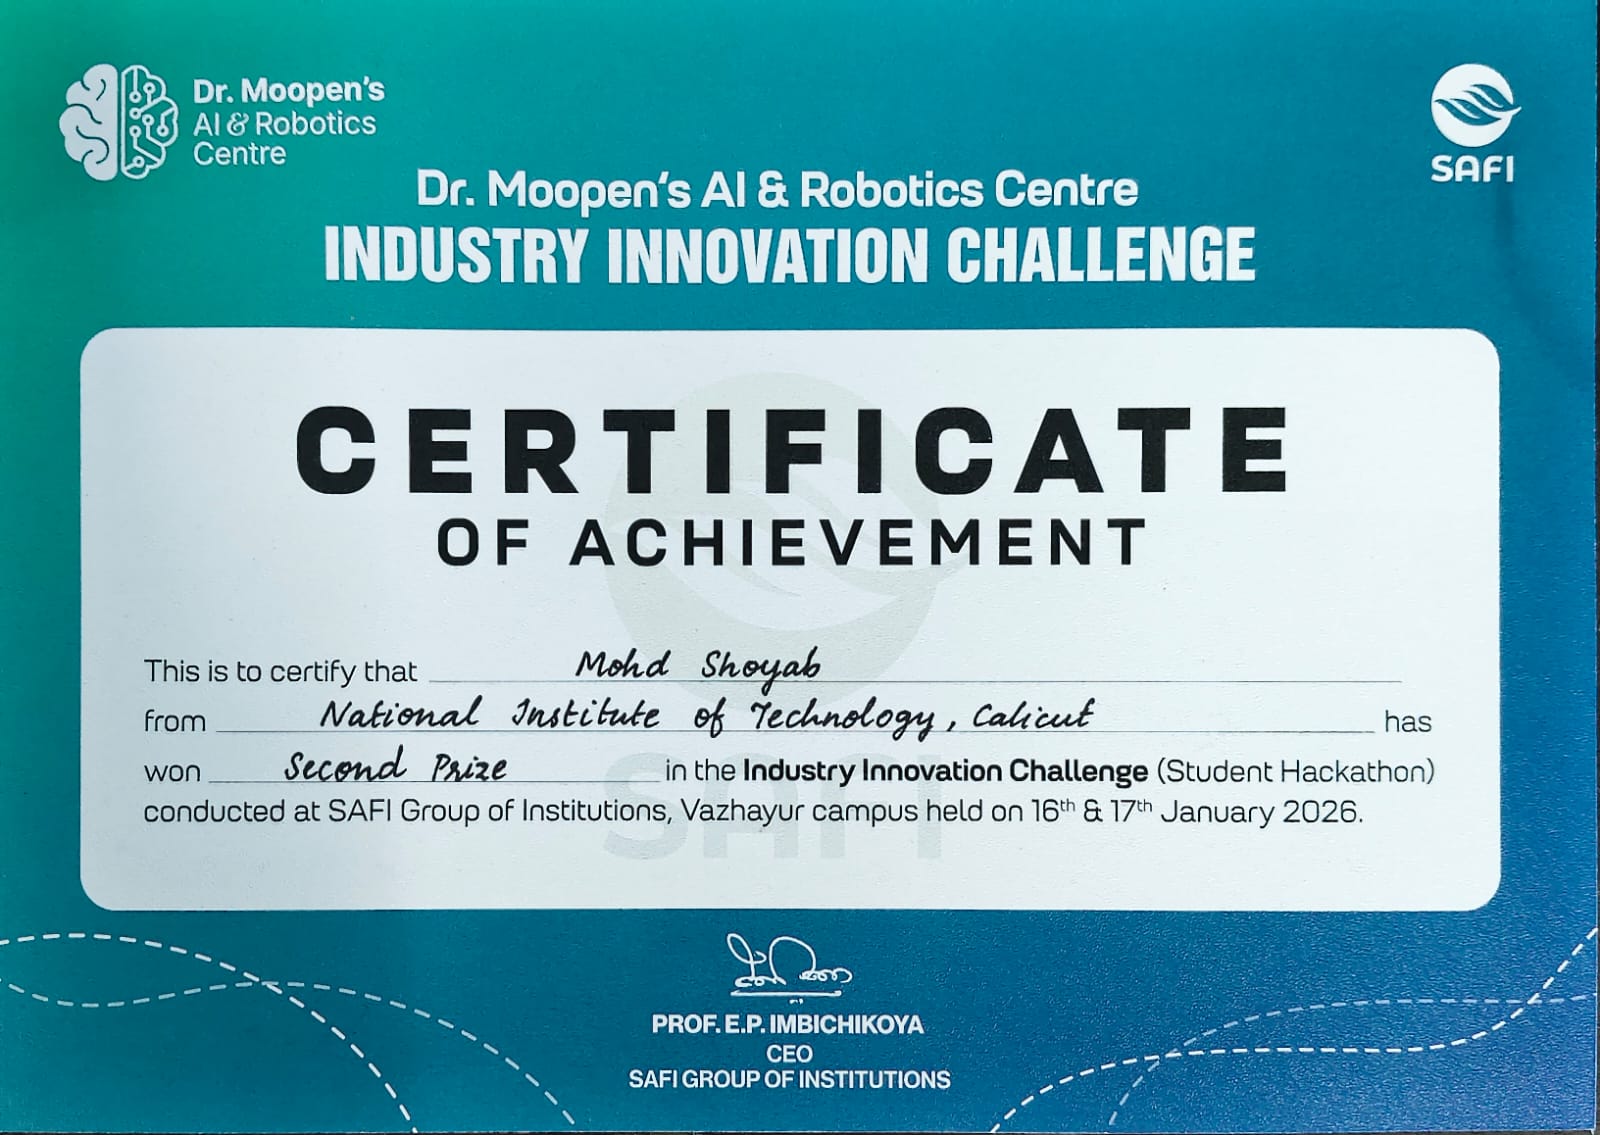 Dr. Moopen's
AI & Robotics
Centre
SAFI
Dr. Moopen's AI & Robotics Centre
INDUSTRY INNOVATION CHALLENGE
CERTIFICATE
OF ACHIEVEMENT
This is to certify that Mohd Shoyab
from National Institute of Technology, Calicut has
won Second Prize in the Industry Innovation Challenge (Student Hackathon)
conducted at SAFI Group of Institutions, Vazhayur campus held on 16th & 17th January 2026.
SAFI
PROF. E.P. IMBICHIKOYA
CEO
SAFI GROUP OF INSTITUTIONS